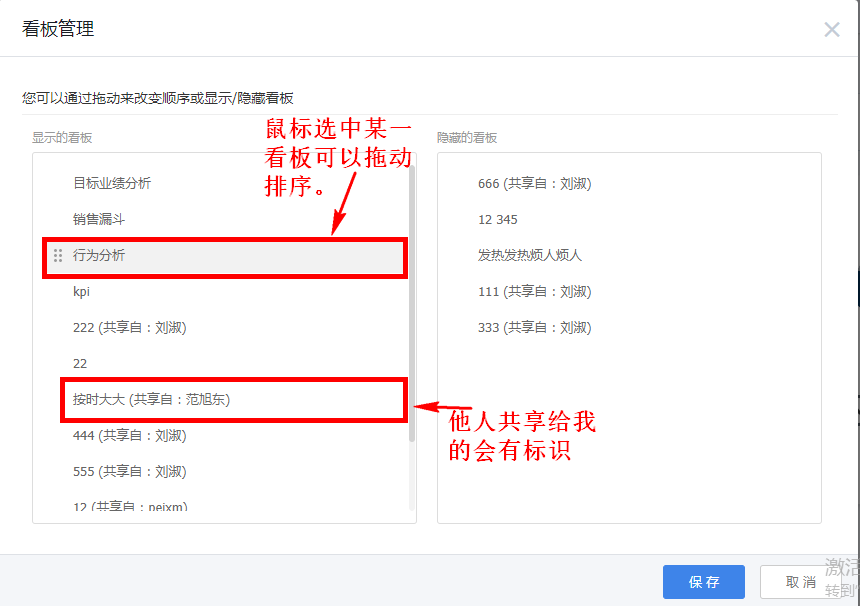 看板管理
您可以通过拖动来改变顺序或显示/隐藏看板
显示的看板
鼠标选中某一
看板可以拖动
排序。
目标业绩分析
销售漏斗
行为分析
kpi
222 (共享自：刘淑)
22
按时大大 (共享自：范旭东)
444 (共享自：刘淑)
555 (共享自：刘淑)
12 (共享自：peixm)
隐藏的看板
666 (共享自：刘淑)
12 345
发热发热烦人烦人
111 (共享自：刘淑)
333 (共享自：刘淑)
他人共享给我
的会有标识
保存
取消
激活
转到